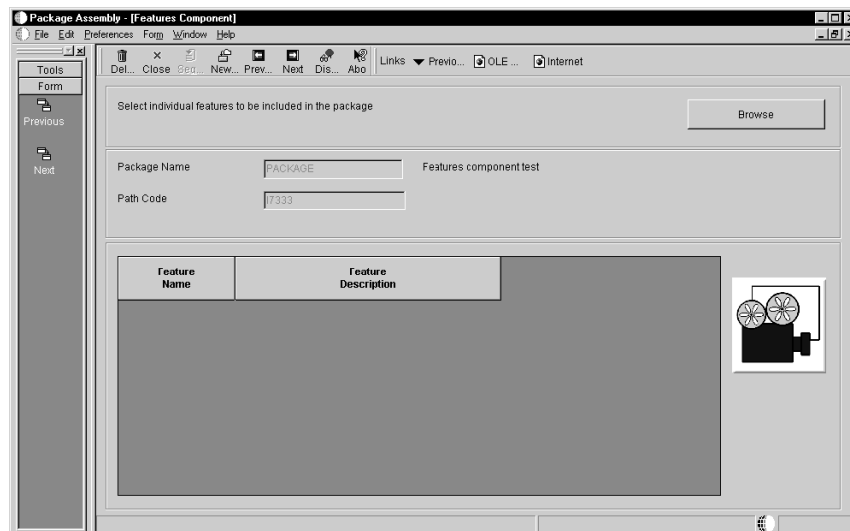 Package Assembly - [Features Component]
File Edit Preferences Form Window Help
Tools
Form
Previous
Next
Del... Close Sea... New... Prev... Next Dis... Abo Links Previo... OLE ... Internet
Select individual features to be included in the package
Browse
Package Name PACKAGE Features component test
Path Code I7333
Feature Name
Feature Description